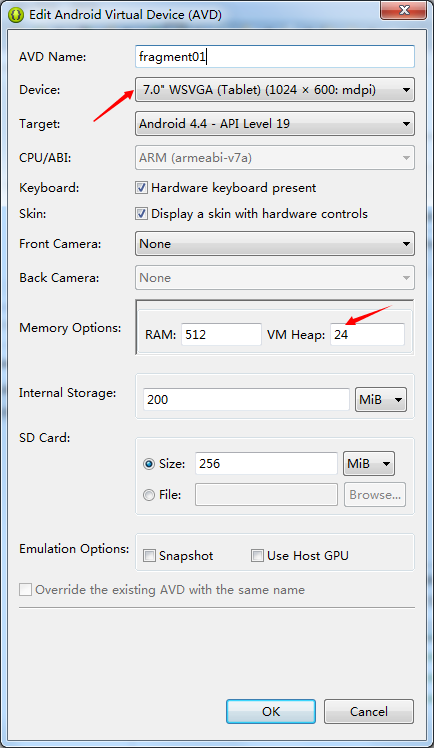 Edit Android Virtual Device (AVD)
AVD Name: fragment01
Device: 7.0" WSVGA (Tablet) (1024 × 600: mdpi)
Target: Android 4.4 - API Level 19
CPU/ABI: ARM (armeabi-v7a)
Keyboard: Hardware keyboard present
Skin: Display a skin with hardware controls
Front Camera: None
Back Camera: None
Memory Options: RAM: 512 VM Heap: 24
Internal Storage: 200 MiB
SD Card:
Size: 256 MiB
File: Browse...
Emulation Options: Snapshot Use Host GPU
Override the existing AVD with the same name
OK Cancel